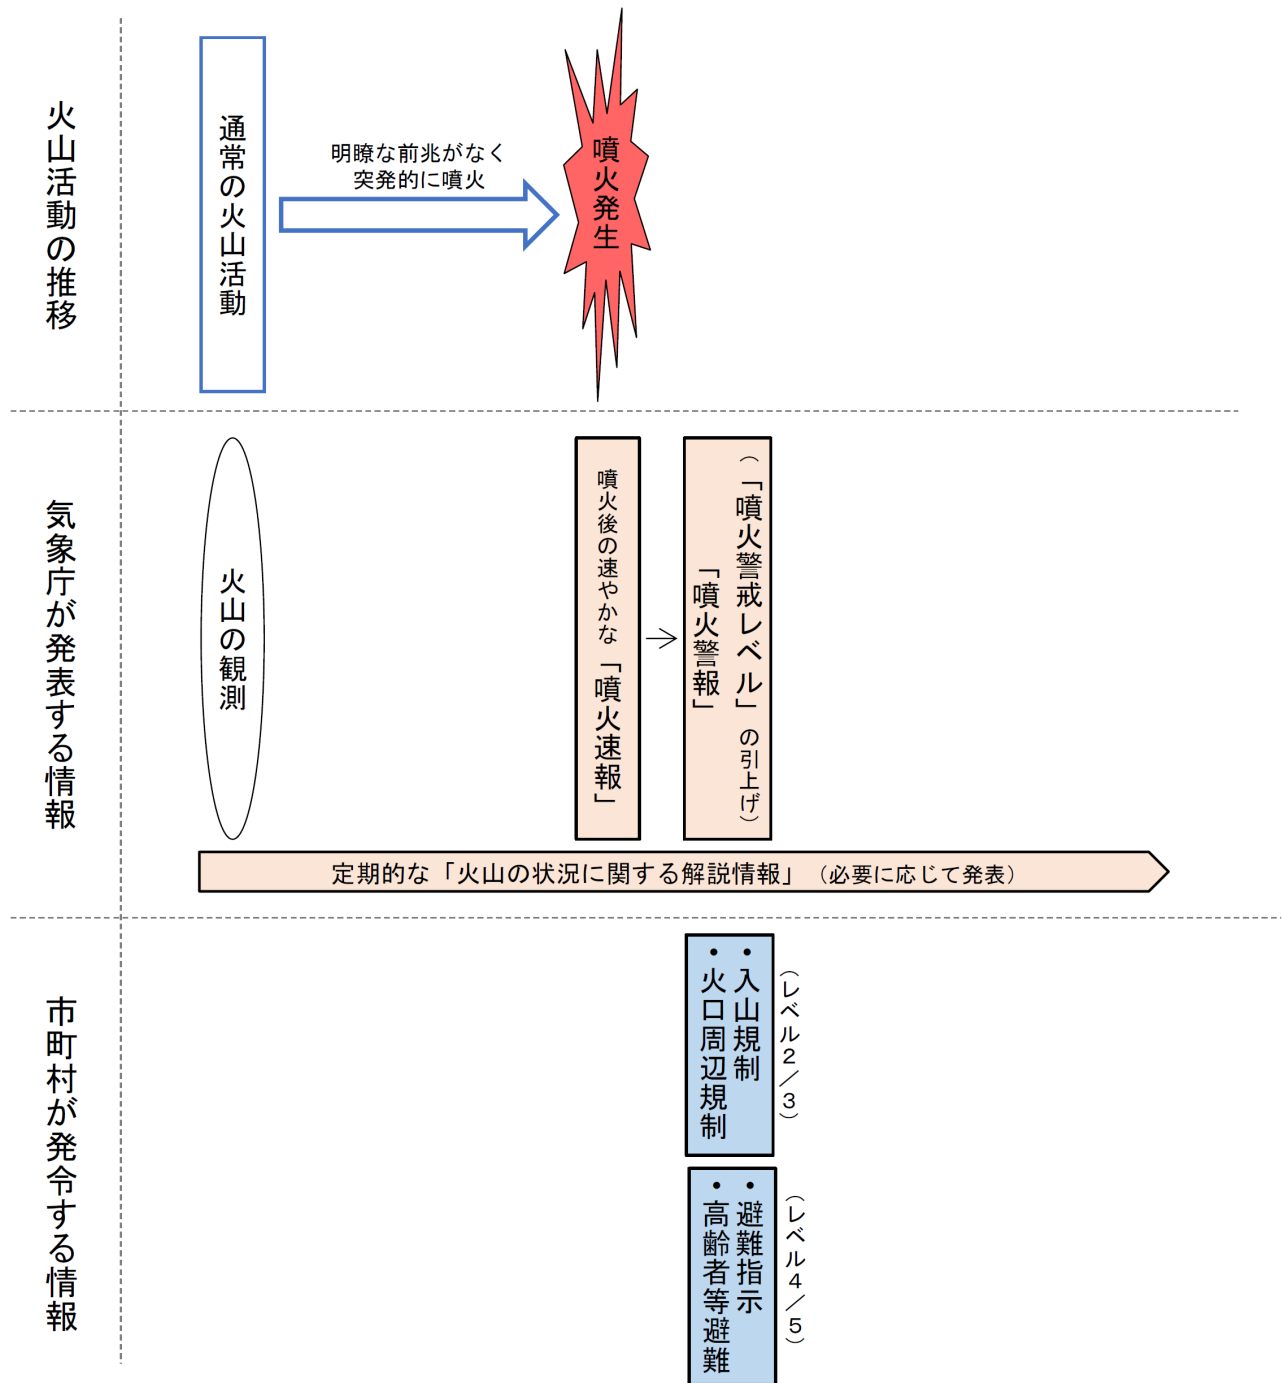 火山活動の推移
通常の火山活動
明瞭な前兆がなく
突発的に噴火
噴火発生
気象庁が発表する情報
火山の観測
噴火後の速やかな「噴火速報」
→
(「噴火警戒レベル」の引上げ)
「噴火警報」
定期的な「火山の状況に関する解説情報」(必要に応じて発表)
市町村が発令する情報
(レベル2/3)
・入山規制
・火口周辺規制
(レベル4/5)
・避難指示
・高齢者等避難